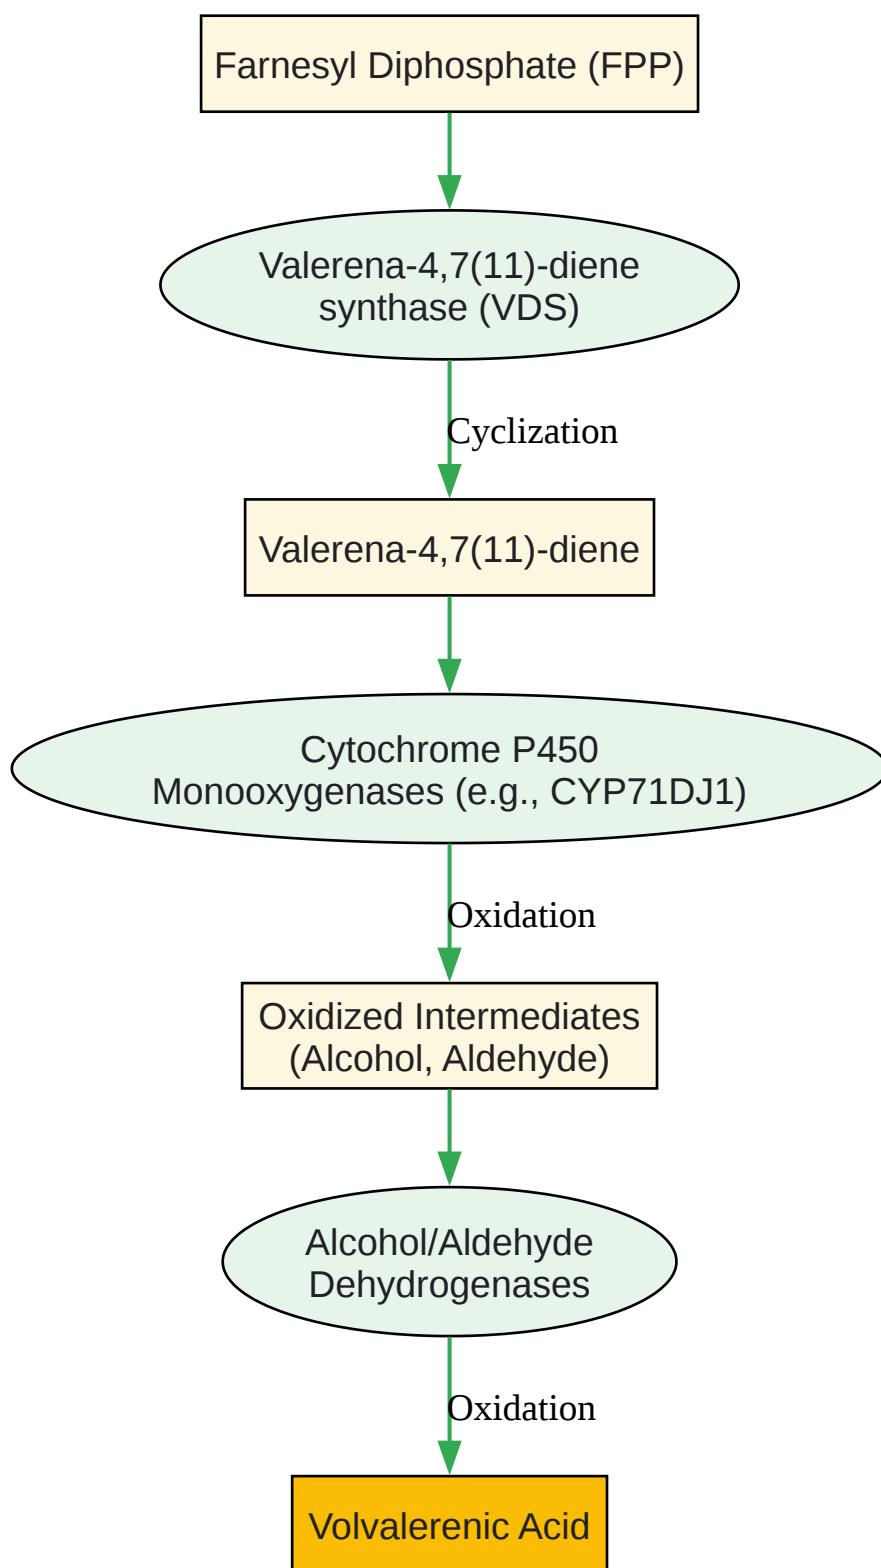 Farnesyl Diphosphate (FPP)
Valerena-4,7(11)-diene
synthase (VDS)
Cyclization
Valerena-4,7(11)-diene
Cytochrome P450
Monooxygenases (e.g., CYP71DJ1)
Oxidation
Oxidized Intermediates
(Alcohol, Aldehyde)
Alcohol/Aldehyde
Dehydrogenases
Oxidation
Volvalerenic Acid